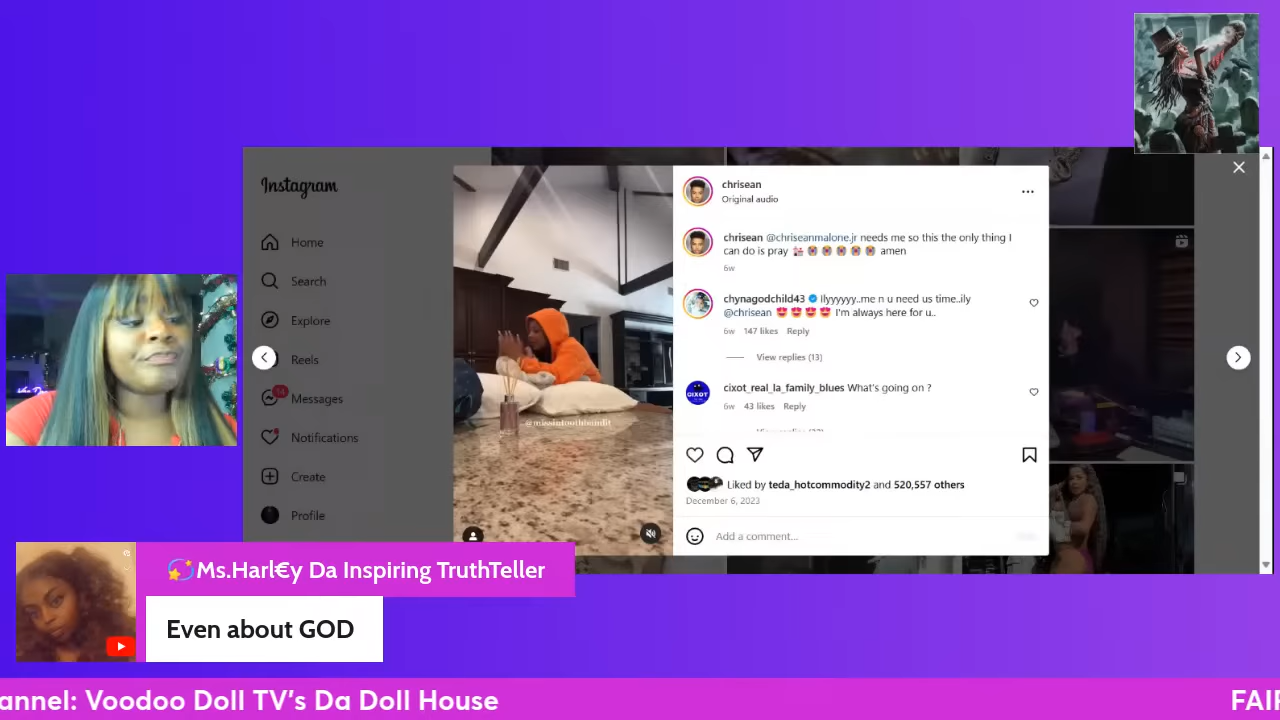 Instagram
Home
Search
Explore
Reels
Messages
Notifications
Create
Profile
@missintouthbandit
chrisean
Original audio
chrisean @chriseanmalone.jr needs me so this the only thing I
can do is pray 💒 😭 😭 😭 😭 😭 amen
6w
chynagodchild43 ilyyyyyy..me n u need us time..ily
@chrisean 😍 😍 😍 😍 I'm always here for u..
6w 147 likes Reply
View replies (13)
CIXOT
cixot_real_la_family_blues What's going on ?
6w 43 likes Reply
Liked by teda_hotcommodity2 and 520,557 others
December 6, 2023
Add a comment...
💫Ms.Harl€y Da Inspiring TruthTeller
Even about GOD
annel: Voodoo Doll TV's Da Doll House
FAI